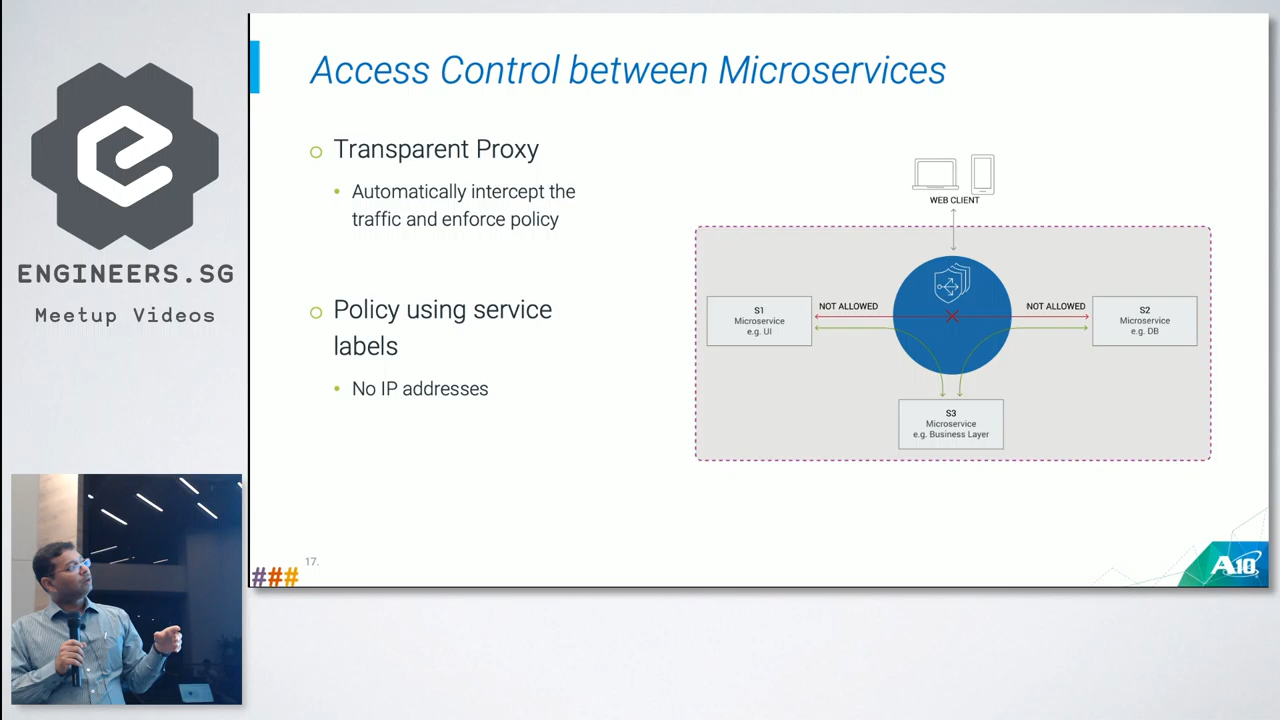 ENGINEERS.SG
Meetup Videos
Access Control between Microservices
Transparent Proxy
Automatically intercept the
traffic and enforce policy
Policy using service
labels
No IP addresses
WEB CLIENT
NOT ALLOWED
NOT ALLOWED
S1
Microservice
e.g. UI
S2
Microservice
e.g. DB
S3
Microservice
e.g. Business Layer
17.
###
A10